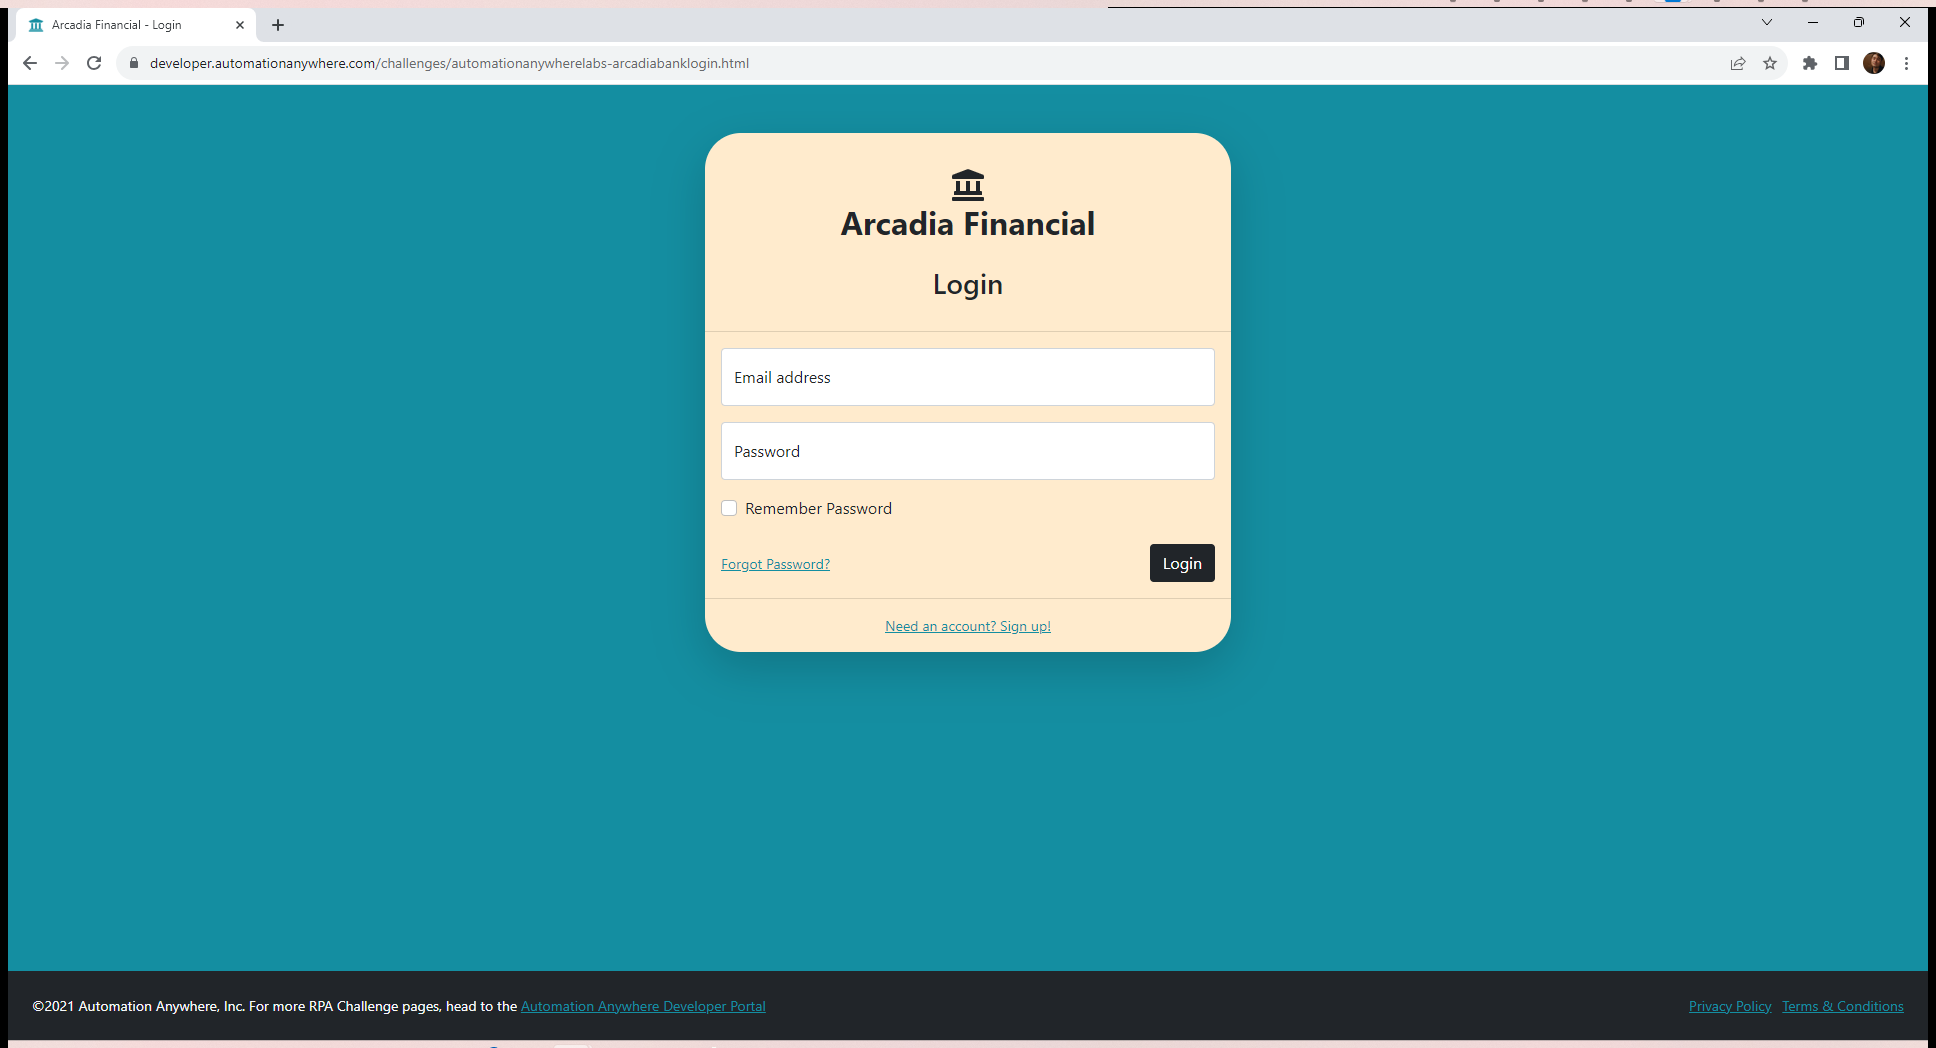 Arcadia Financial - Login
developer.automationanywhere.com/challenges/automationanywherelabs-arcadiabanklogin.html
Arcadia Financial
Login
Email address
Password
Remember Password
Forgot Password?
Login
Need an account? Sign up!
©2021 Automation Anywhere, Inc. For more RPA Challenge pages, head to the Automation Anywhere Developer Portal
Privacy Policy Terms & Conditions